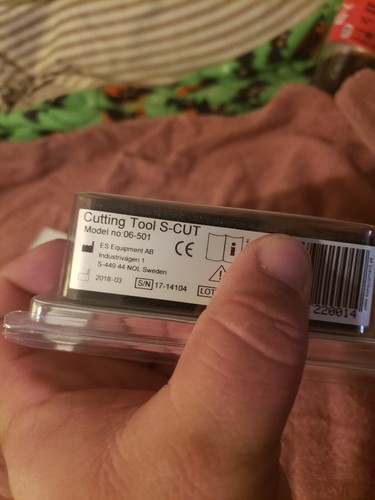 Cutting Tool S-CUT
Model no:06-501
ES Equipment AB
Industrivägen 1
S-449 44 NOL Sweden
CE
2018-03
S/N 17-14104
LOT
220014